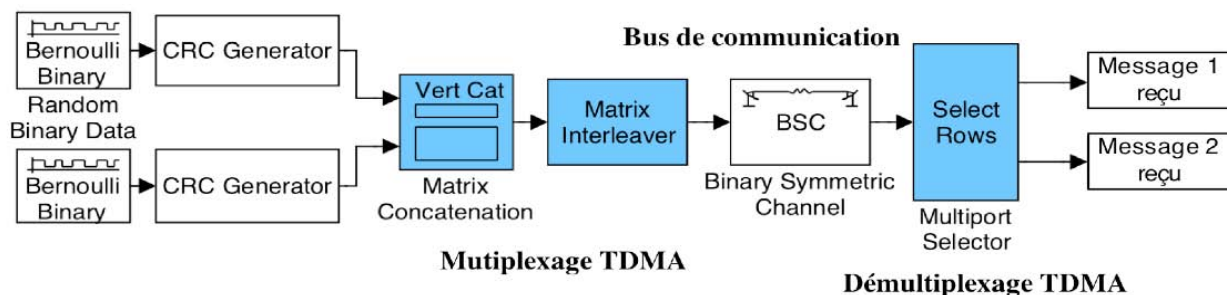 Bernoulli
Binary
Random
Binary Data
CRC Generator
Bernoulli
Binary
CRC Generator
Vert Cat
Matrix
Concatenation
Matrix
Interleaver
Mutiplexage TDMA
Bus de communication
BSC
Binary Symmetric
Channel
Select
Rows
Multiport
Selector
Démultiplexage TDMA
Message 1
reçu
Message 2
reçu